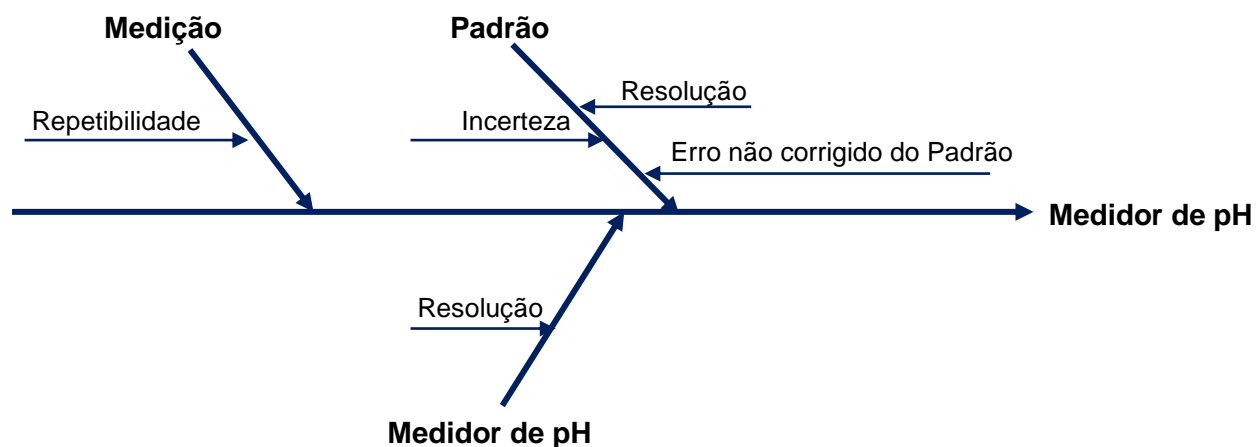 Medição
Padrão
Resolução
Repetibilidade
Incerteza
Erro não corrigido do Padrão
Medidor de pH
Resolução
Medidor de pH